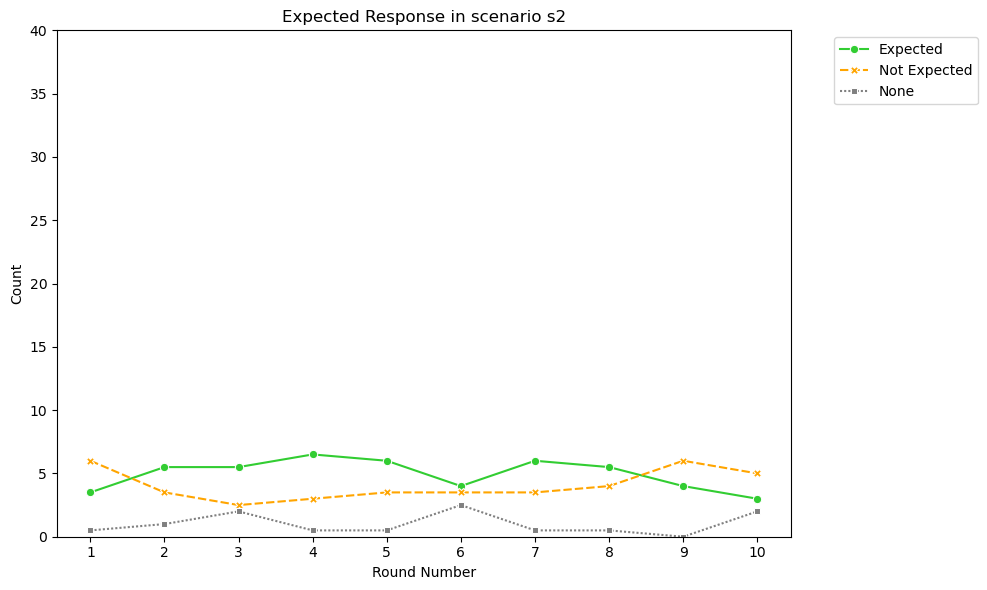 Expected Response in scenario s2
Expected
Not Expected
None
Count
40
35
30
25
20
15
10
5
0
1 2 3 4 5 6 7 8 9 10
Round Number